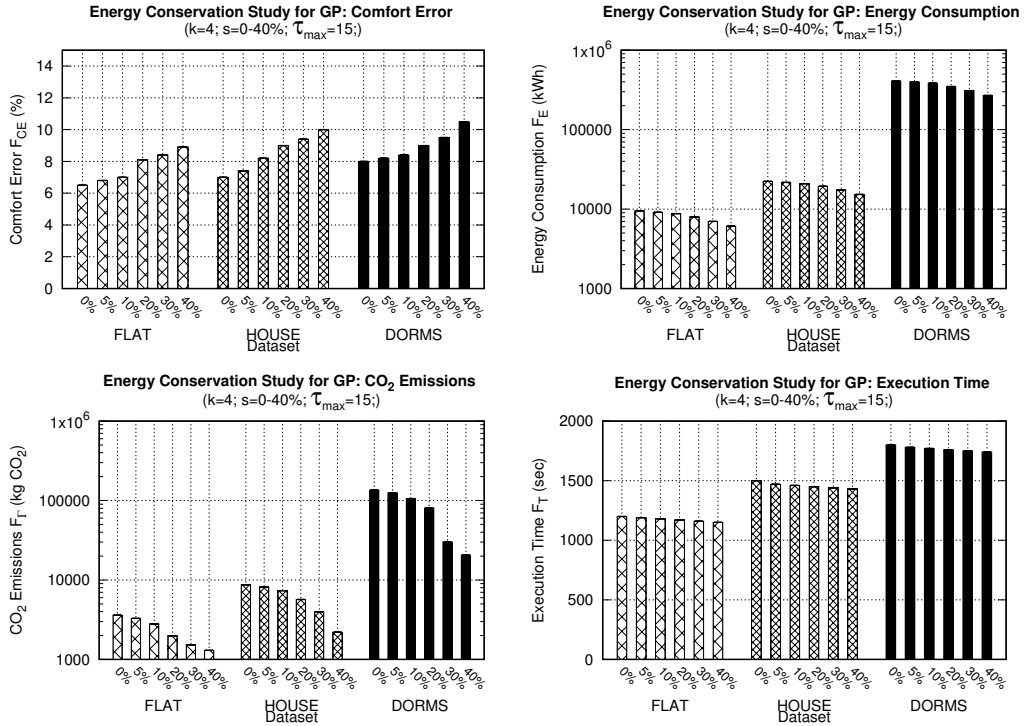 Energy Conservation Study for GP: Comfort Error
(k=4; s=0-40%; τmax=15;)
Comfort Error FCE (%)
14
12
10
8
6
4
2
0
0% 5% 10% 20% 30% 40% 0% 5% 10% 20% 30% 40% 0% 5% 10% 20% 30% 40%
FLAT HOUSE DORMS
Dataset
Energy Conservation Study for GP: Energy Consumption
(k=4; s=0-40%; τmax=15;)
Energy Consumption FE (kWh)
1x10^6
100000
10000
1000
0% 5% 10% 20% 30% 40% 0% 5% 10% 20% 30% 40% 0% 5% 10% 20% 30% 40%
FLAT HOUSE DORMS
Dataset
Energy Conservation Study for GP: CO2 Emissions
(k=4; s=0-40%; τmax=15;)
CO2 Emissions FΓ (kg CO2)
1x10^6
100000
10000
1000
0% 5% 10% 20% 30% 40% 0% 5% 10% 20% 30% 40% 0% 5% 10% 20% 30% 40%
FLAT HOUSE DORMS
Dataset
Energy Conservation Study for GP: Execution Time
(k=4; s=0-40%; τmax=15;)
Execution Time FT (sec)
2000
1500
1000
500
0
0% 5% 10% 20% 30% 40% 0% 5% 10% 20% 30% 40% 0% 5% 10% 20% 30% 40%
FLAT HOUSE DORMS
Dataset